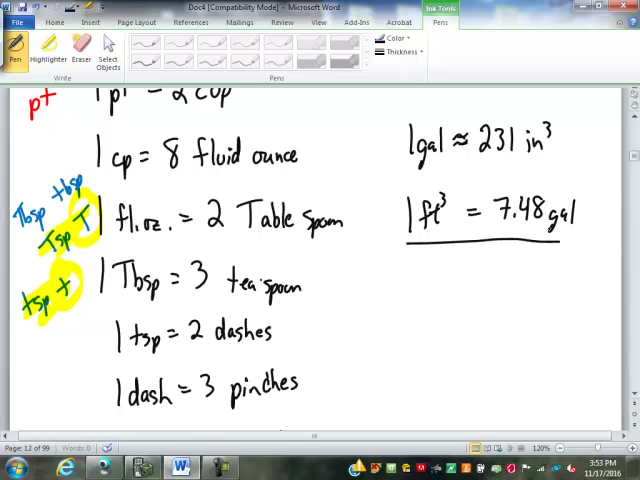 Doc4 [Compatibility Mode] - Microsoft Word
Ink Tools
File Home Insert Page Layout References Mailings Review View Add-Ins Acrobat Pens
Pen Highlighter Eraser Select Objects
Color
Thickness
Write Pens
1 pt = 2 cup
pt
1 cp = 8 fluid ounce
1 gal ≈ 231 in³
Tbsp tbsp
Tsp T
1 fl. oz. = 2 Table spoon
1 ft³ = 7.48 gal
tsp t
1 Tbsp = 3 tea spoon
1 tsp = 2 dashes
1 dash = 3 pinches
Page: 12 of 99 Words: 0 120%
3:53 PM
11/17/2016